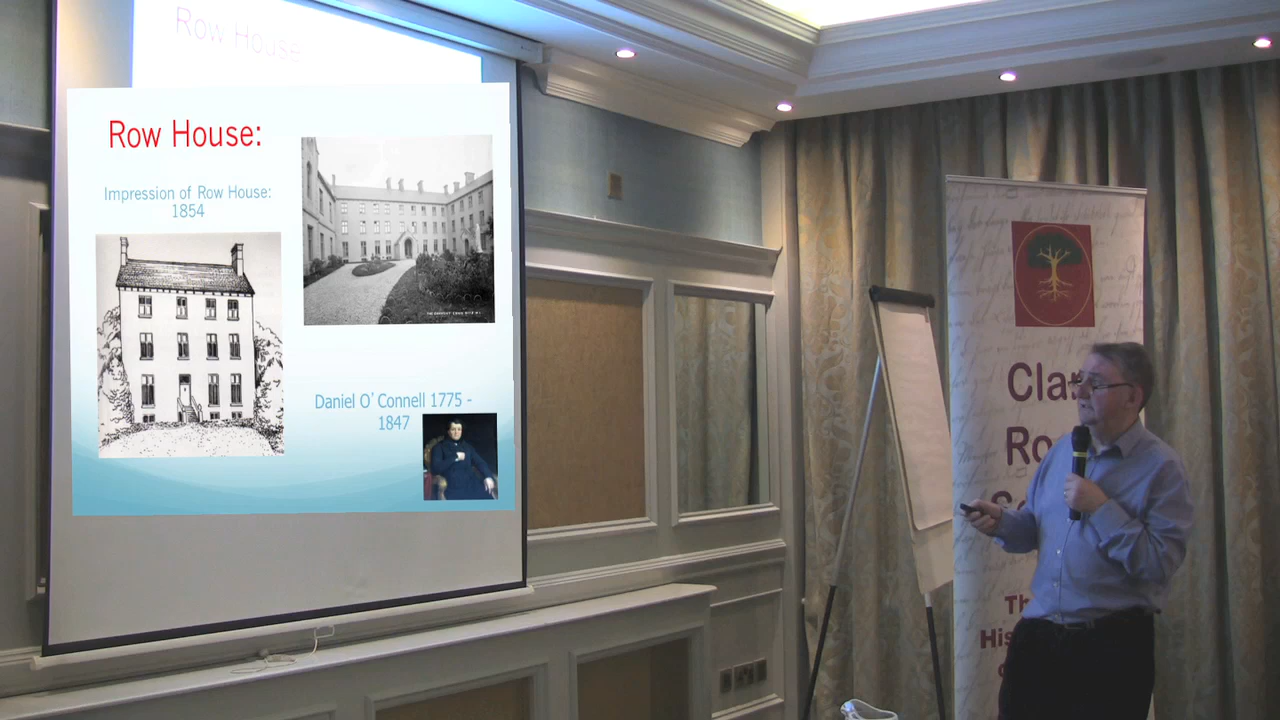 Row House
Row House:
Impression of Row House:
1854
Daniel O'Connell 1775 -
1847
Cla
Ro
S
Th
His